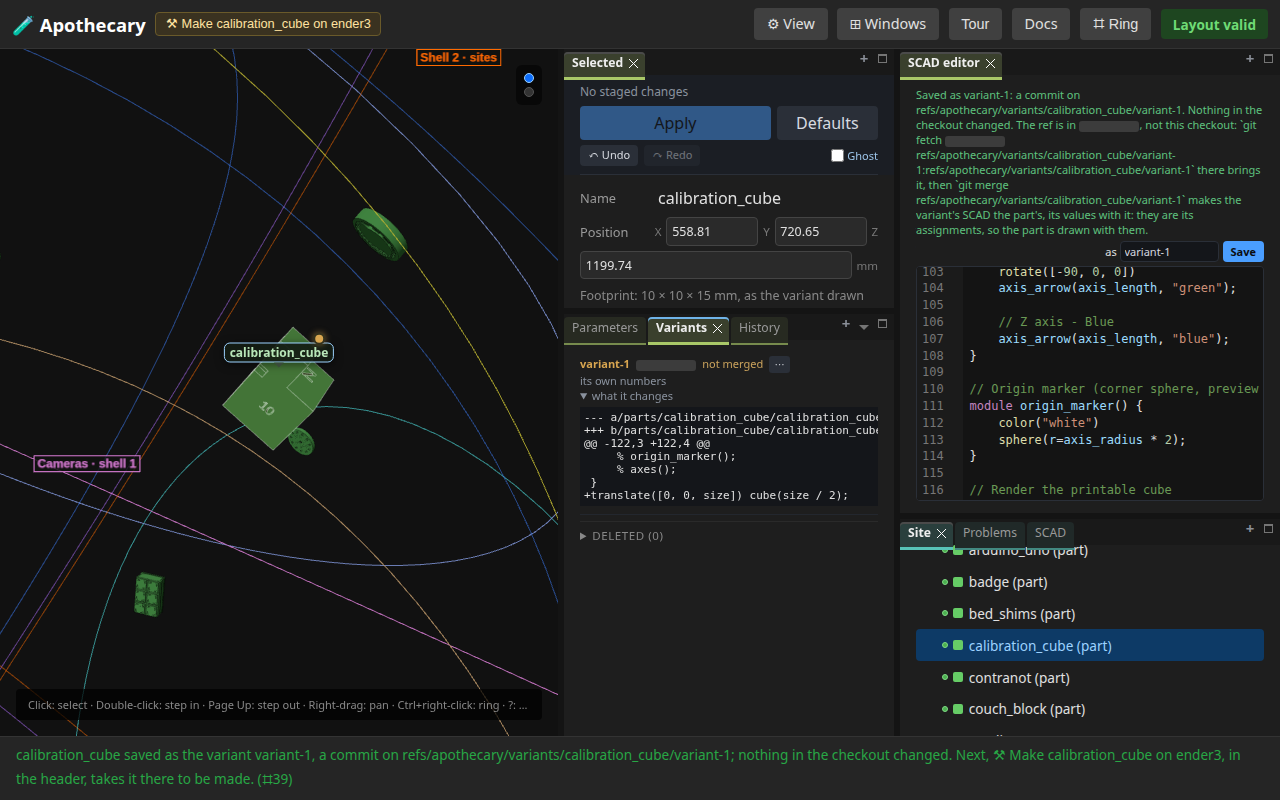 Apothecary
⚒ Make calibration_cube on ender3
⚙ View
⊞ Windows
Tour
Docs
⌗ Ring
Layout valid
Shell 2 · sites
calibration_cube
10
Cameras · shell 1
Click: select · Double-click: step in · Page Up: step out · Right-drag: pan · Ctrl+right-click: ring · ?: ...
Selected
No staged changes
Apply
Defaults
↶ Undo
↷ Redo
Ghost
Name calibration_cube
Position X 558.81 Y 720.65 Z
1199.74 mm
Footprint: 10 × 10 × 15 mm, as the variant drawn
Parameters
Variants
History
variant-1 not merged ...
its own numbers
▼ what it changes
--- a/parts/calibration_cube/calibration_cube
+++ b/parts/calibration_cube/calibration_cube
@@ -122,3 +122,4 @@
% origin_marker();
% axes();
}
+translate([0, 0, size]) cube(size / 2);
▶ DELETED (0)
SCAD editor
Saved as variant-1: a commit on
refs/apothecary/variants/calibration_cube/variant-1. Nothing in the
checkout changed. The ref is in , not this checkout: `git
fetch
refs/apothecary/variants/calibration_cube/variant-
1:refs/apothecary/variants/calibration_cube/variant-1` there brings
it, then `git merge
refs/apothecary/variants/calibration_cube/variant-1` makes the
variant's SCAD the part's, its values with it: they are its
assignments, so the part is drawn with them.
as variant-1 Save
103 rotate([-90, 0, 0])
104 axis_arrow(axis_length, "green");
105
106 // Z axis - Blue
107 axis_arrow(axis_length, "blue");
108 }
109
110 // Origin marker (corner sphere, preview
111 module origin_marker() {
112 color("white")
113 sphere(r=axis_radius * 2);
114 }
115
116 // Render the printable cube
Site
Problems
SCAD
arduino_uno (part)
badge (part)
bed_shims (part)
calibration_cube (part)
contranot (part)
couch_block (part)
calibration_cube saved as the variant variant-1, a commit on refs/apothecary/variants/calibration_cube/variant-1; nothing in the checkout changed. Next, ⚒ Make calibration_cube on ender3, in
the header, takes it there to be made. (⌗39)